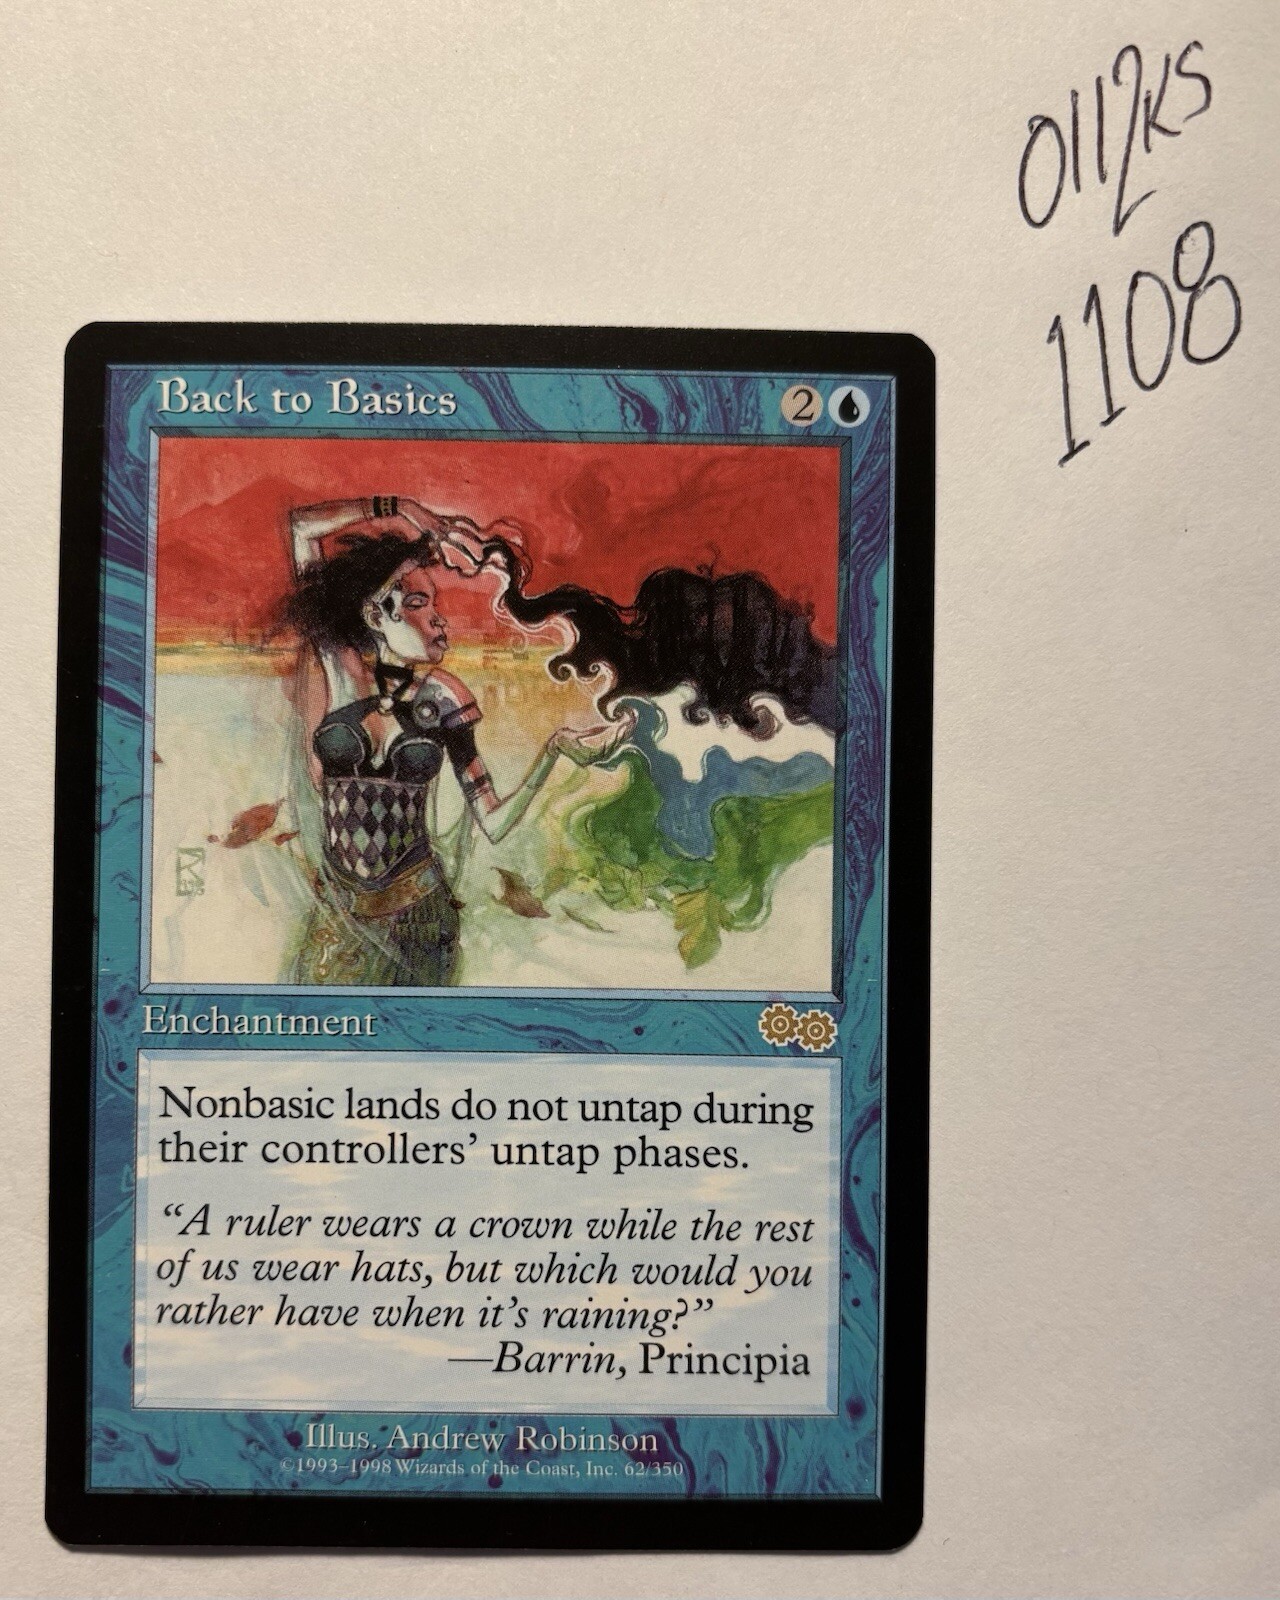 0112KS
1108
Back to Basics 2
Enchantment
Nonbasic lands do not untap during
their controllers’ untap phases.
“A ruler wears a crown while the rest
of us wear hats, but which would you
rather have when it’s raining?”
—Barrin, Principia
Illus. Andrew Robinson
©1993–1998 Wizards of the Coast, Inc. 62/350